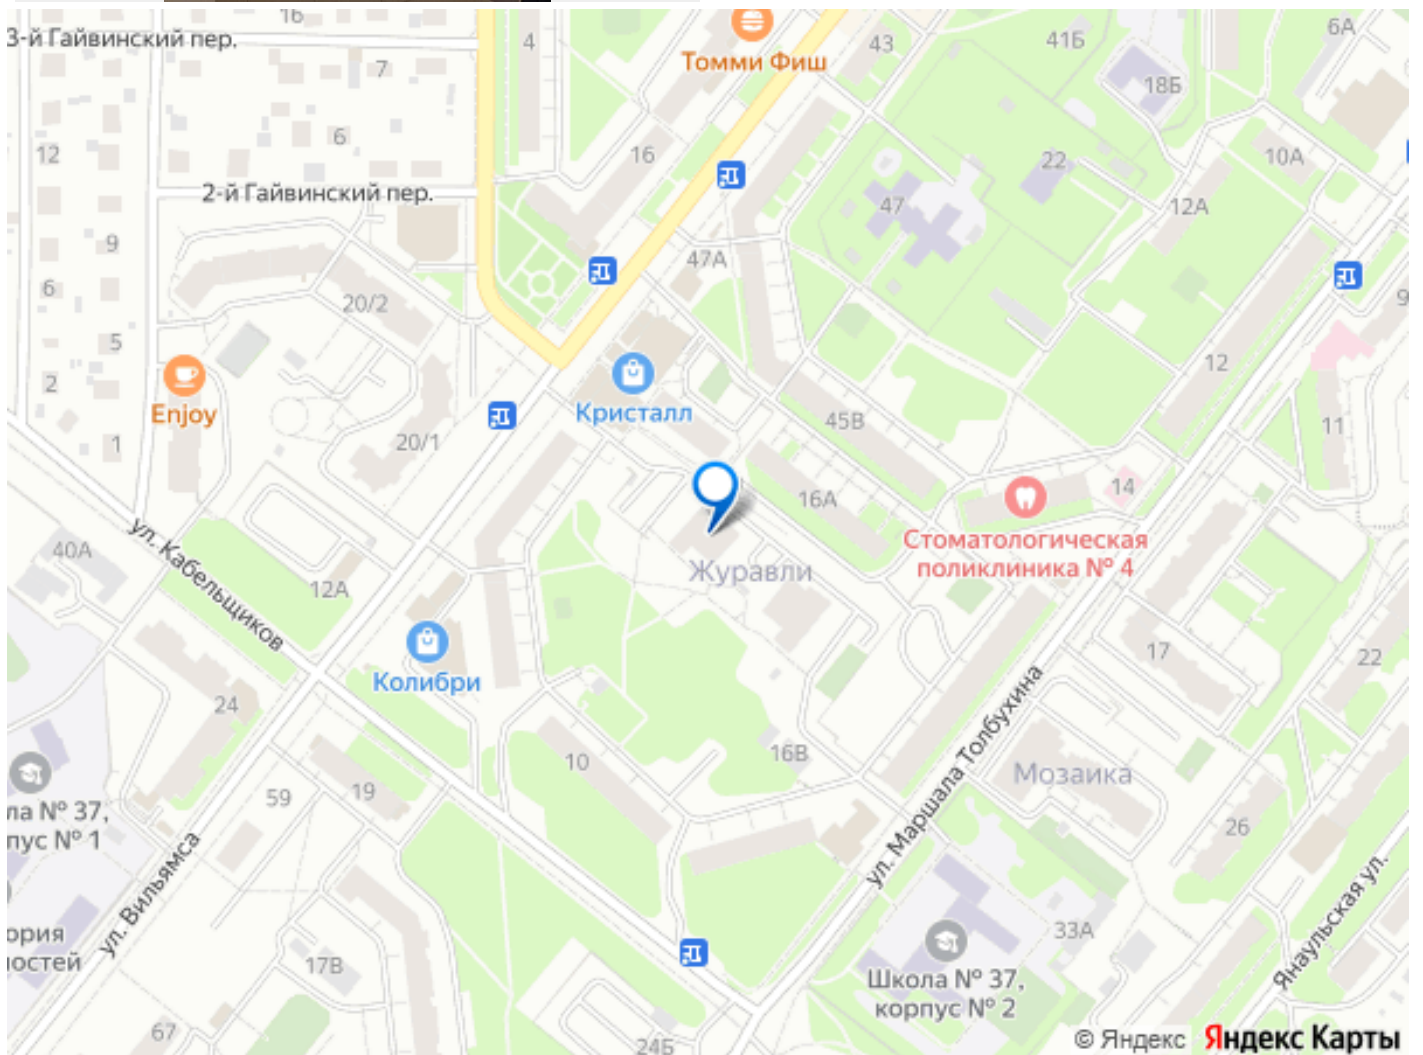 16
3-й Гайвинский пер.
4
43
41Б
6А
Томми Фиш
7
18Б
6
12
16
22
10А
2-й Гайвинский пер.
47
12А
9
47А
6
20/2
9
5
2
12
Enjoy
Кристалл
45В
11
1
20/1
16А
14
ул. Кабельщиков
40А
Стоматологическая
поликлиника № 4
Журавли
12А
Колибри
17
22
24
16В
10
Мозаика
ул. Маршала Толбухина
59
19
ла № 37,
рпус № 1
26
ул. Вильямса
Янаульская ул.
ория
ностей
33А
17В
Школа № 37,
корпус № 2
67
24Б
© Яндекс Яндекс Карты